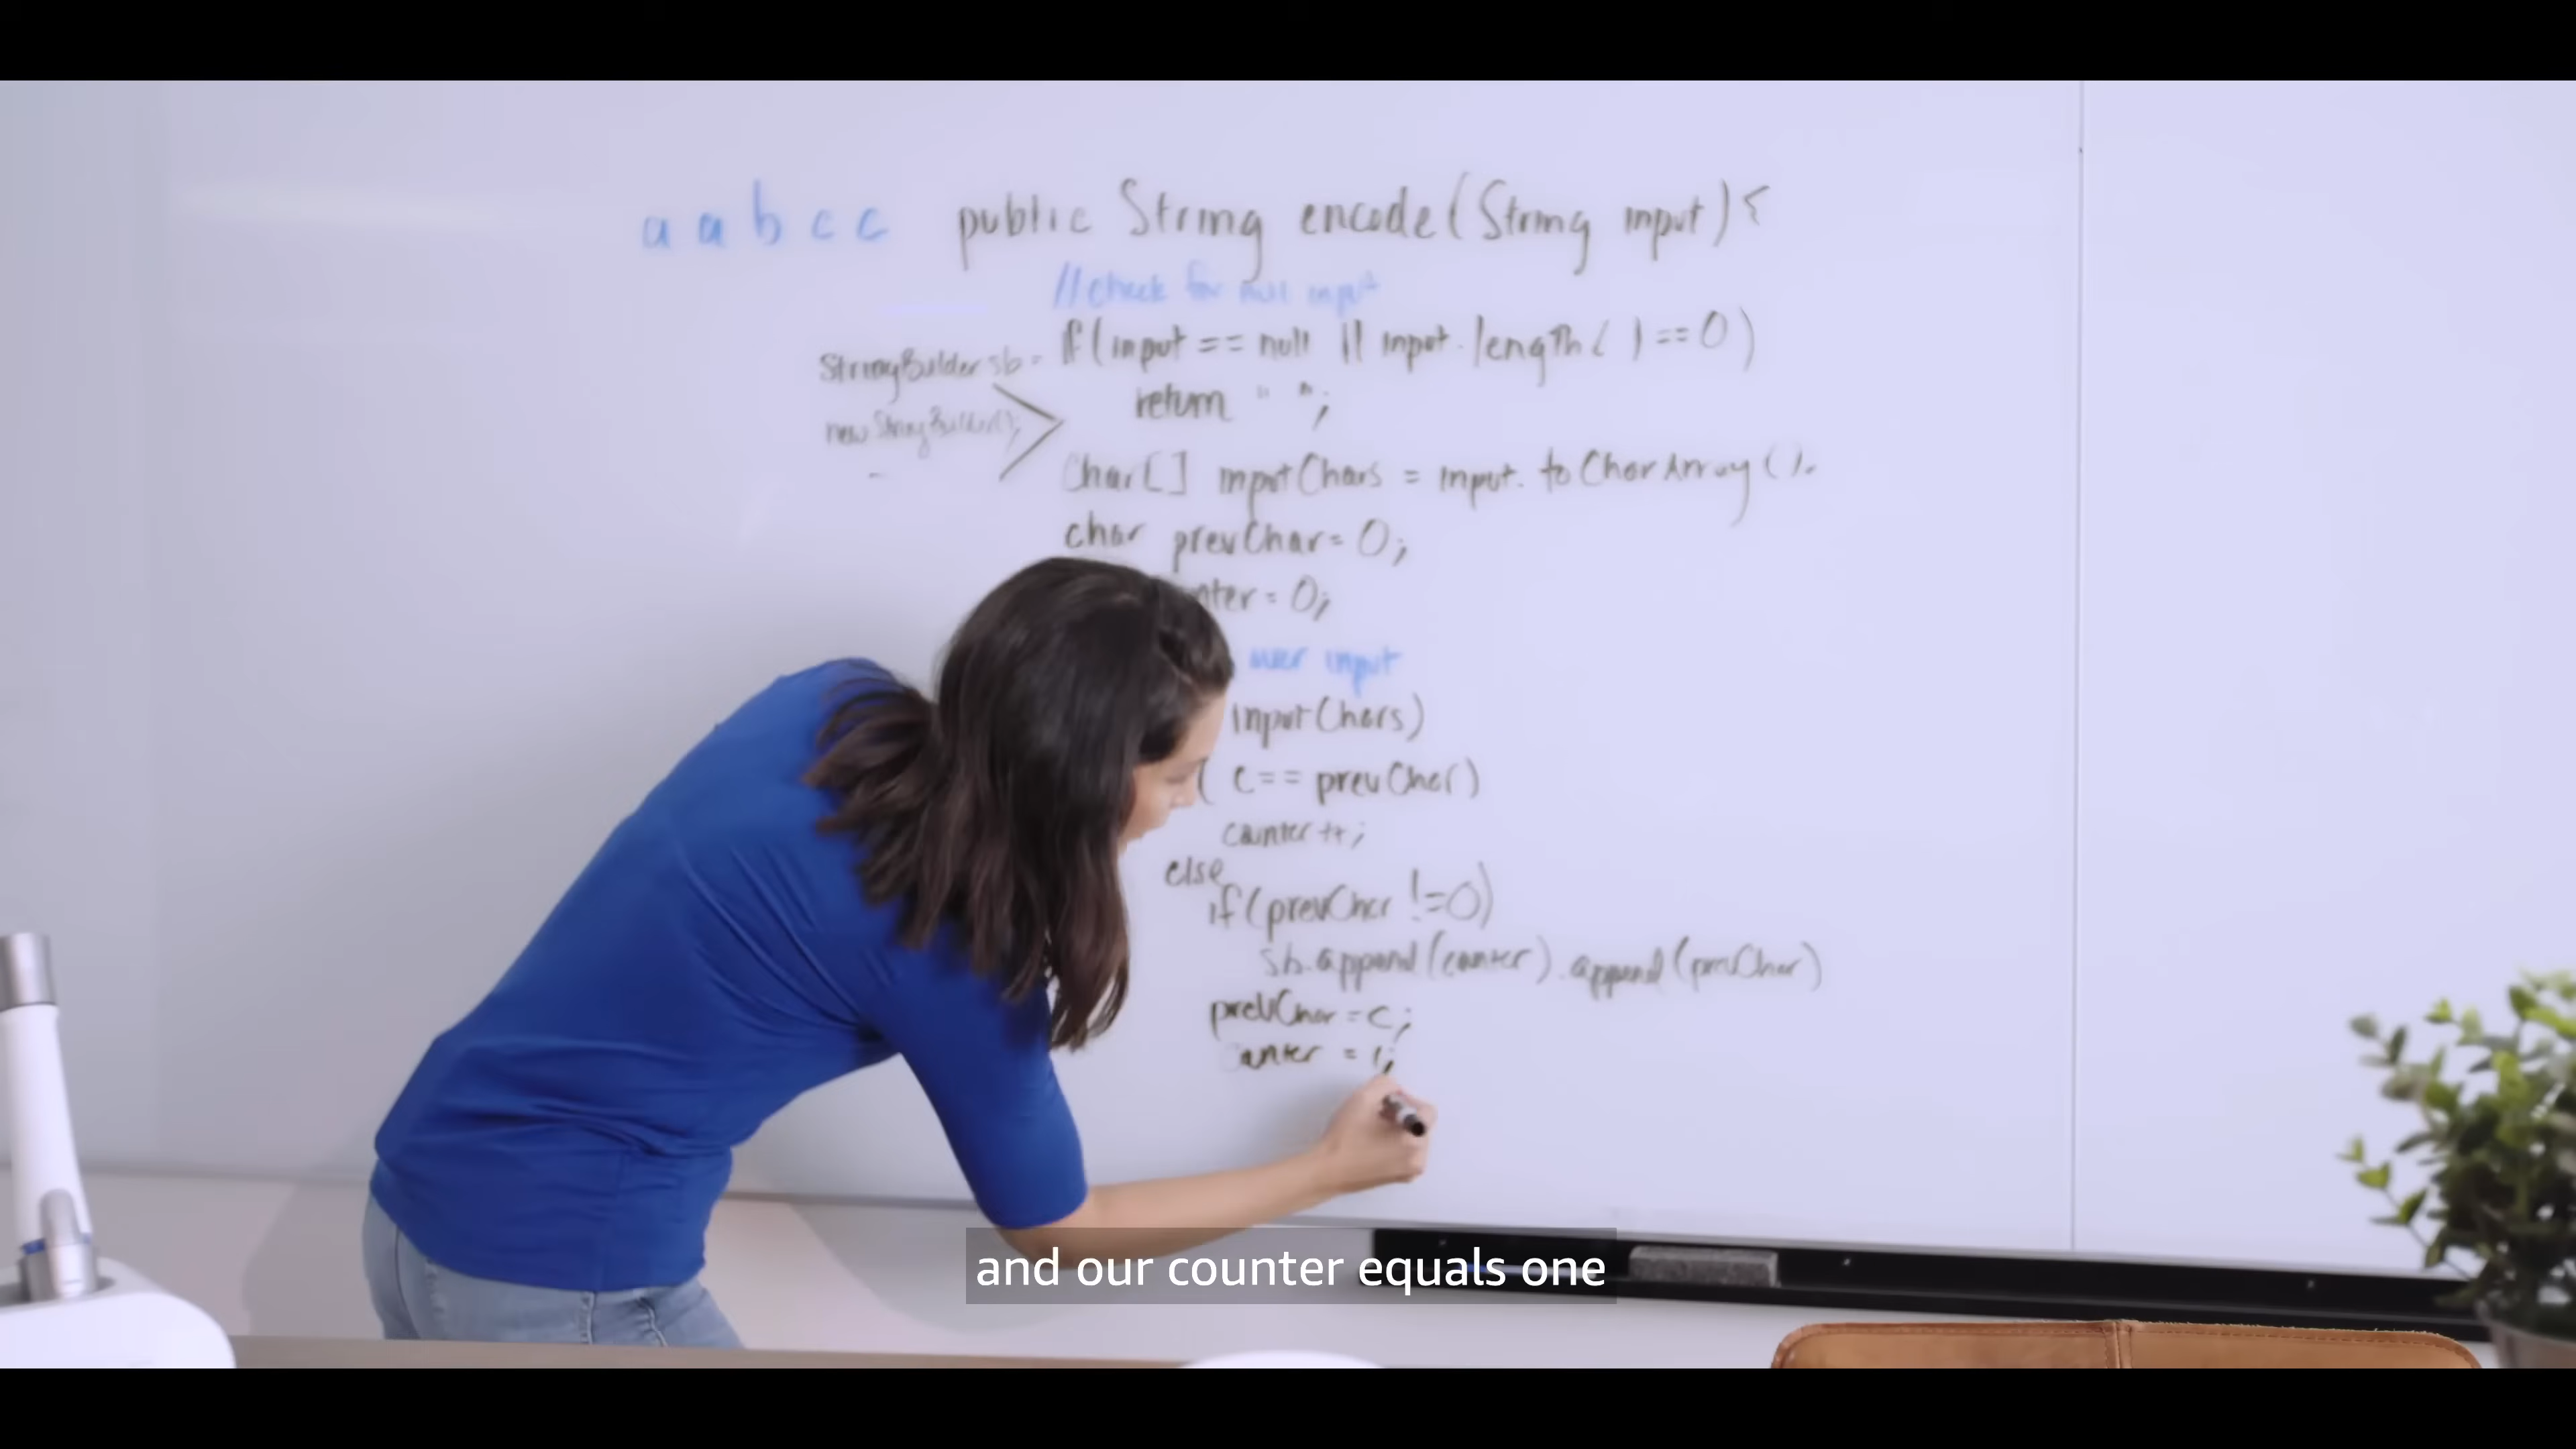 a a b c c public String encode(String input){
//check for null input
StringBuilder sb =
new StringBuilder();
if(input == null || input.length( )==0)
return " ";
Char[] inputChars = input.toCharArray();
char prevChar = 0;
nter = 0;
user input
inputChars)
( c== prevChar)
counter++;
else
if(prevChar !=0)
sb.append(counter).append(prevChar)
prevChar = c;
counter = 1;
and our counter equals one